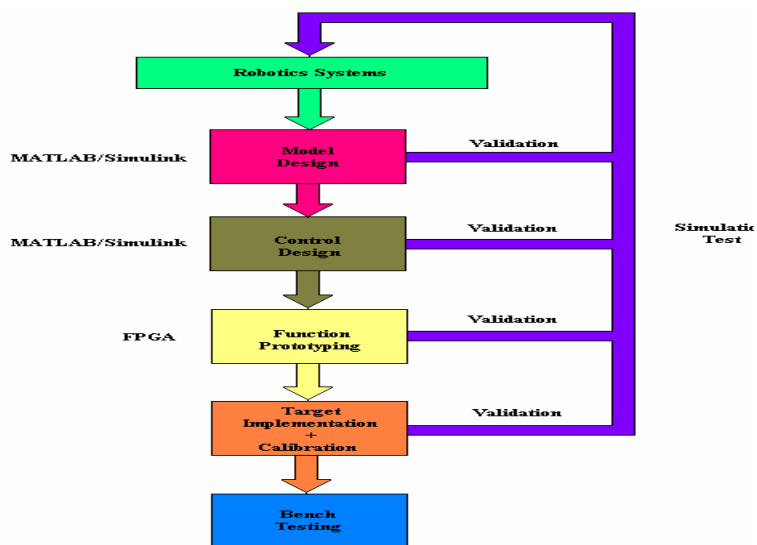 Robotics Systems
MATLAB/Simulink
Model
Design
Validation
MATLAB/Simulink
Control
Design
Validation
Simulatio
Test
FPGA
Function
Prototyping
Validation
Target
Implementation
+
Calibration
Validation
Bench
Testing